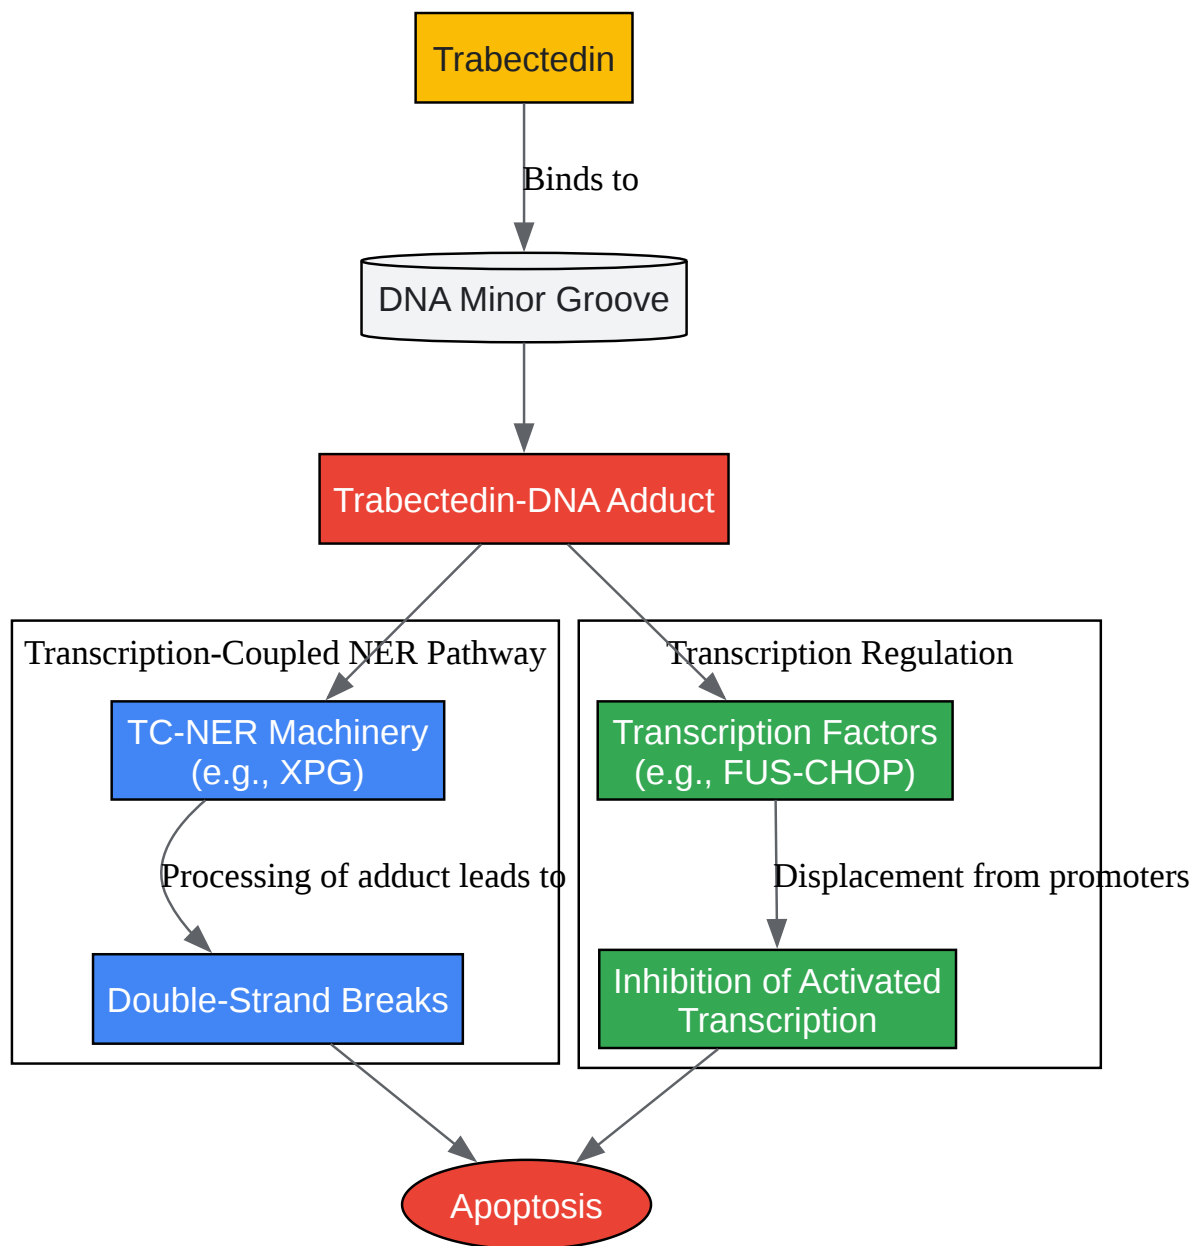 Trabectedin
Binds to
DNA Minor Groove
Trabectedin-DNA Adduct
Transcription-Coupled NER Pathway
TC-NER Machinery
(e.g., XPG)
Processing of adduct leads to
Double-Strand Breaks
Transcription Regulation
Transcription Factors
(e.g., FUS-CHOP)
Displacement from promoters
Inhibition of Activated
Transcription
Apoptosis